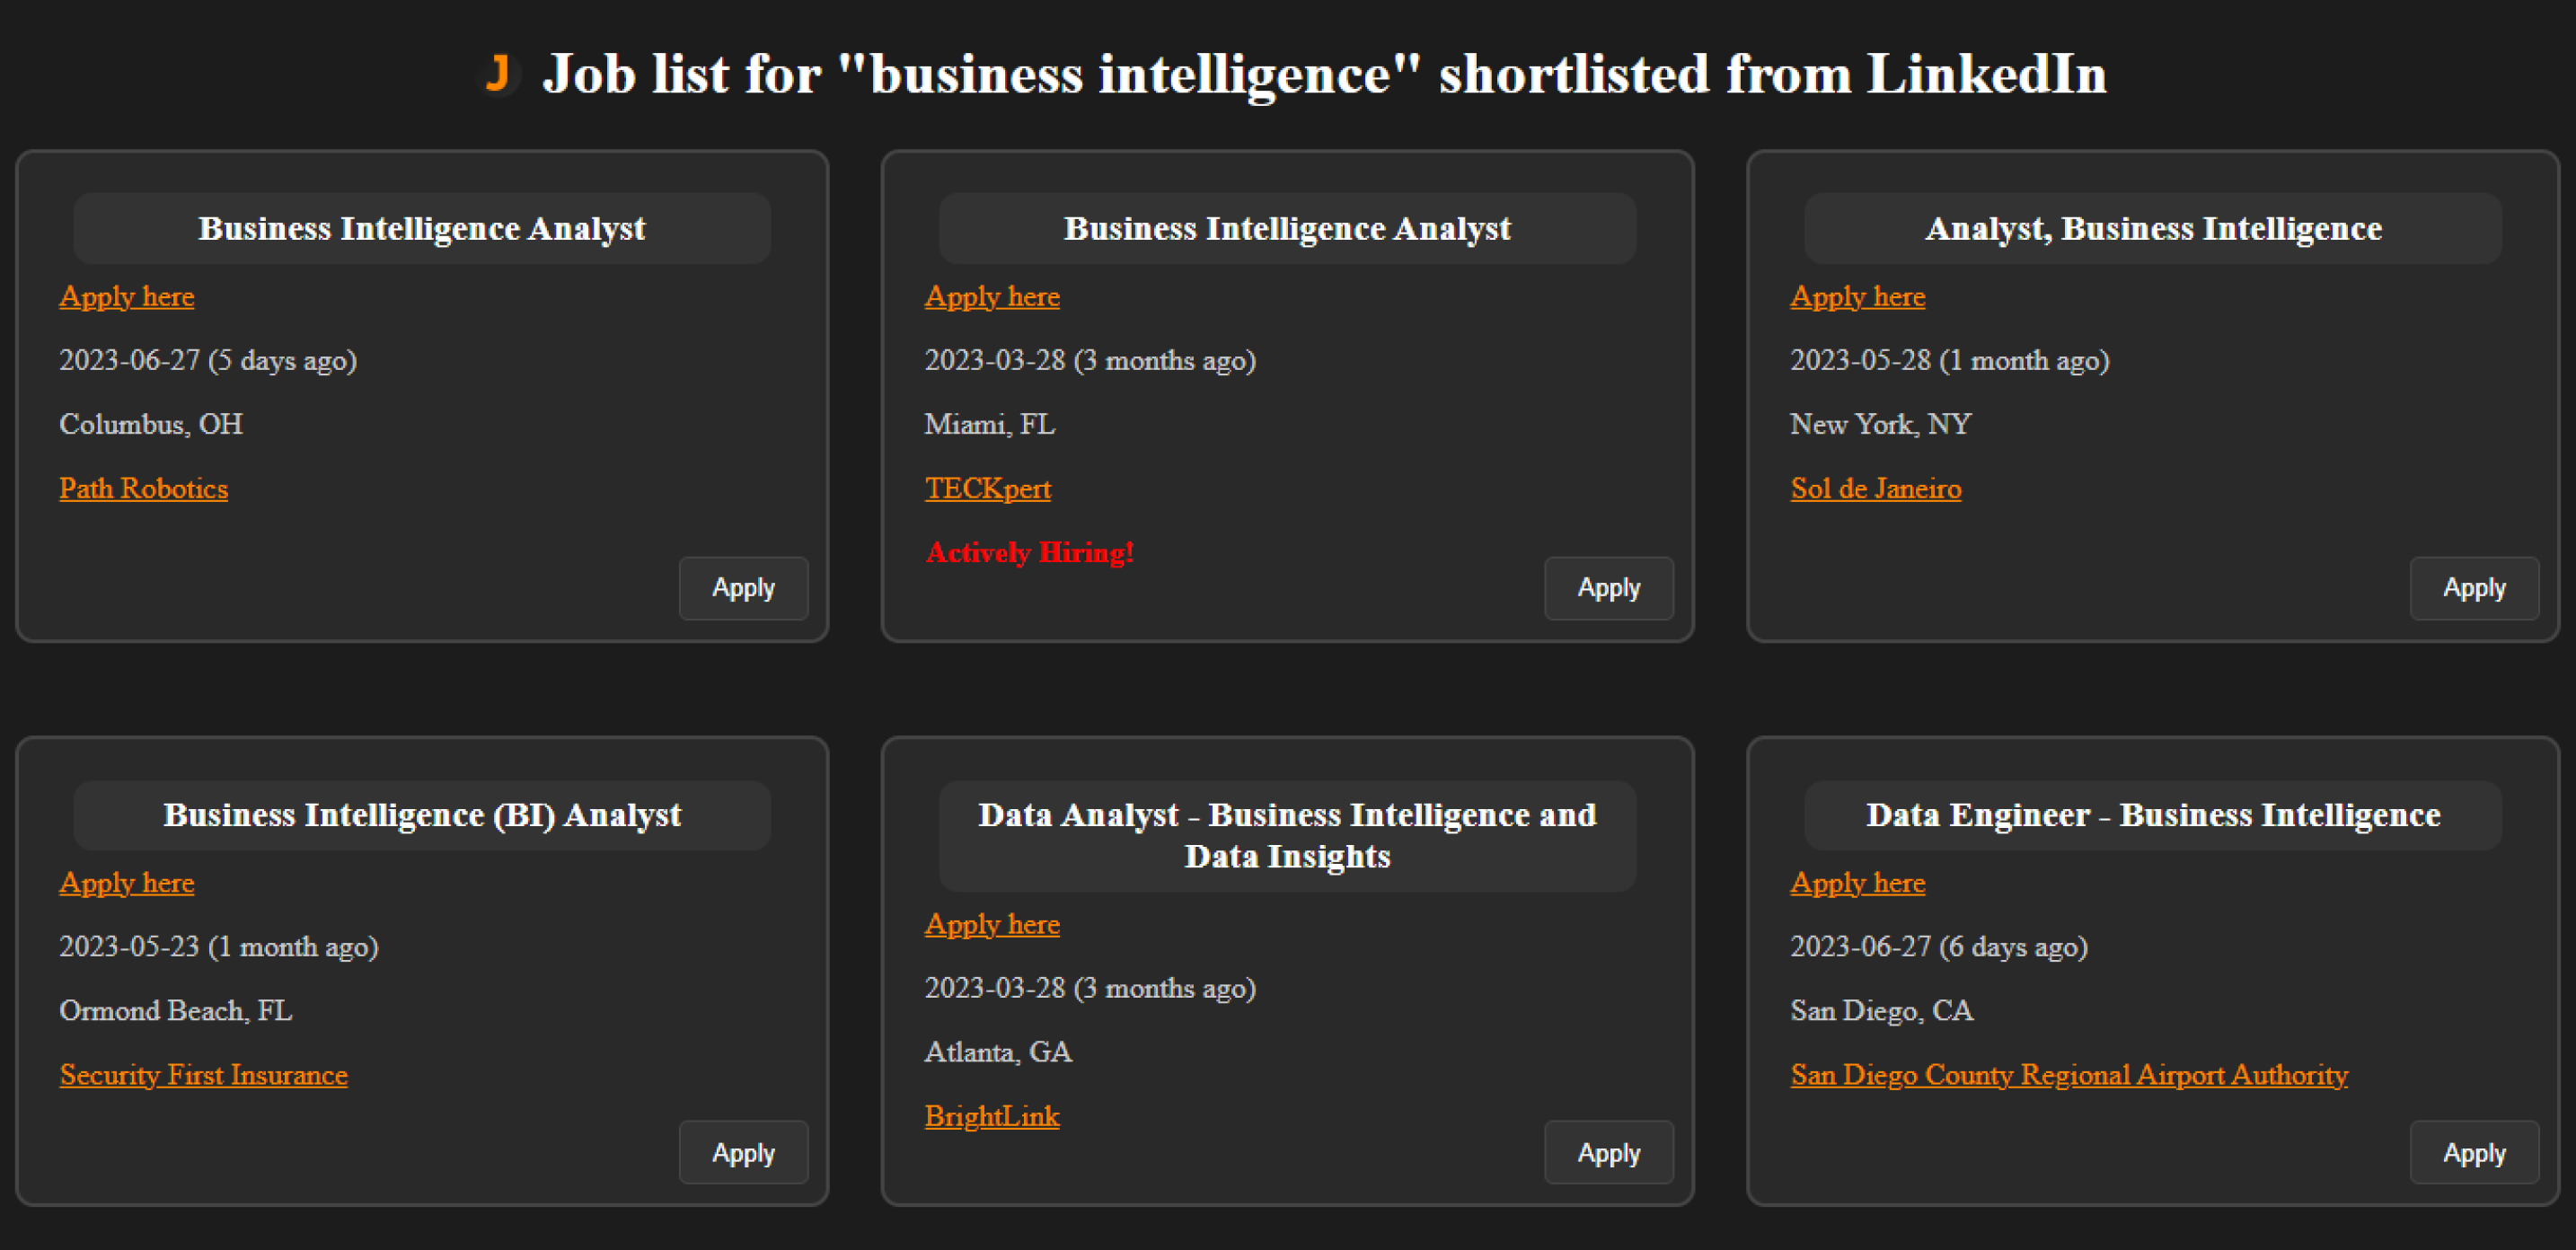 J Job list for "business intelligence" shortlisted from LinkedIn
Business Intelligence Analyst
Apply here
2023-06-27 (5 days ago)
Columbus, OH
Path Robotics
Apply
Business Intelligence Analyst
Apply here
2023-03-28 (3 months ago)
Miami, FL
TECKpert
Actively Hiring!
Apply
Analyst, Business Intelligence
Apply here
2023-05-28 (1 month ago)
New York, NY
Sol de Janeiro
Apply
Business Intelligence (BI) Analyst
Apply here
2023-05-23 (1 month ago)
Ormond Beach, FL
Security First Insurance
Apply
Data Analyst - Business Intelligence and
Data Insights
Apply here
2023-03-28 (3 months ago)
Atlanta, GA
BrightLink
Apply
Data Engineer - Business Intelligence
Apply here
2023-06-27 (6 days ago)
San Diego, CA
San Diego County Regional Airport Authority
Apply